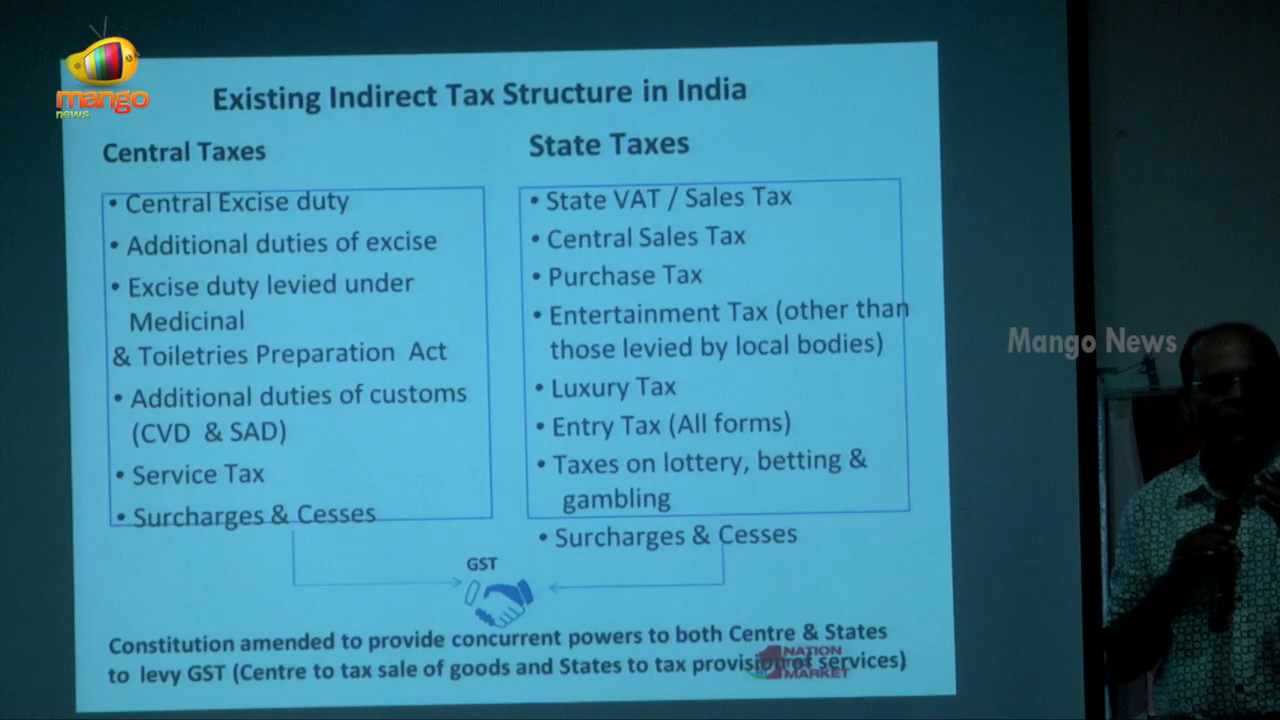 mango
news
Existing Indirect Tax Structure in India
Central Taxes
• Central Excise duty
• Additional duties of excise
• Excise duty levied under
Medicinal
& Toiletries Preparation Act
• Additional duties of customs
(CVD & SAD)
• Service Tax
• Surcharges & Cesses
State Taxes
• State VAT / Sales Tax
• Central Sales Tax
• Purchase Tax
• Entertainment Tax (other than
those levied by local bodies)
• Luxury Tax
• Entry Tax (All forms)
• Taxes on lottery, betting &
gambling
• Surcharges & Cesses
GST
Constitution amended to provide concurrent powers to both Centre & States
to levy GST (Centre to tax sale of goods and States to tax provision of services)
NATION
MARKET
Mango News